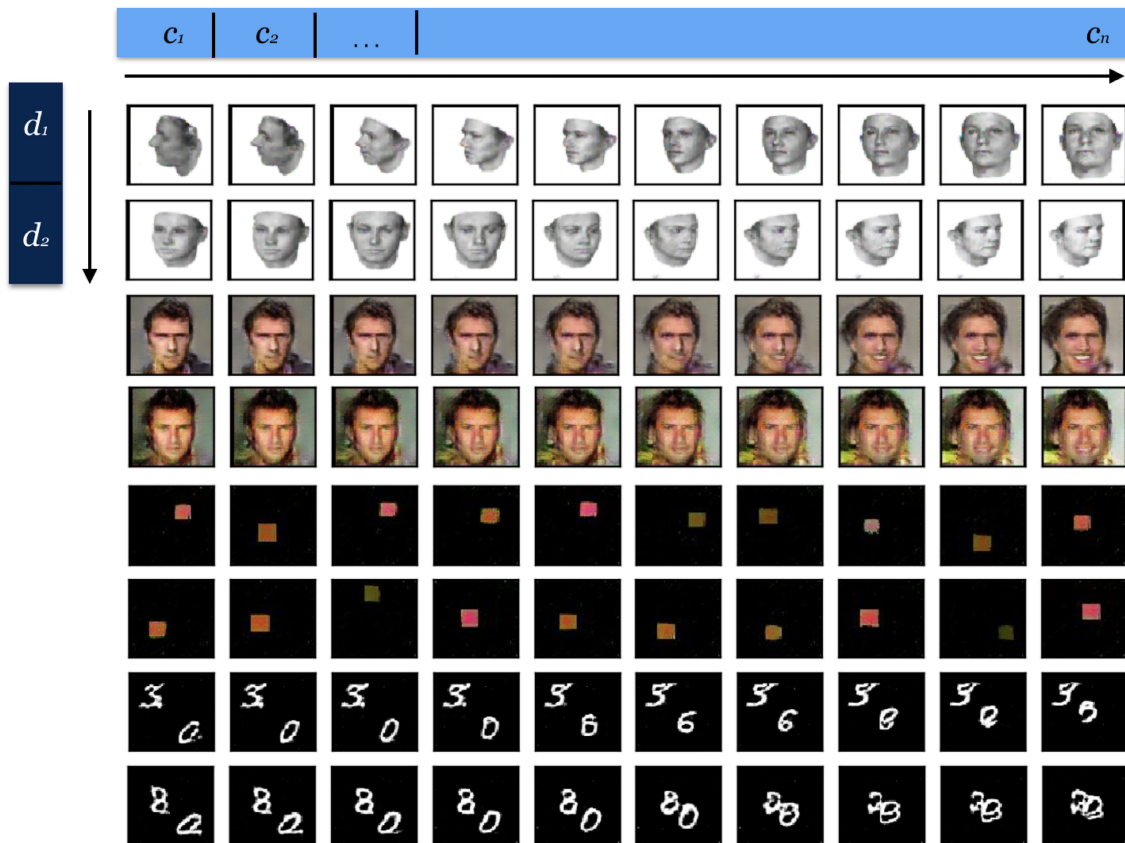 c₁ c₂ ... cₙ
d₁
d₂